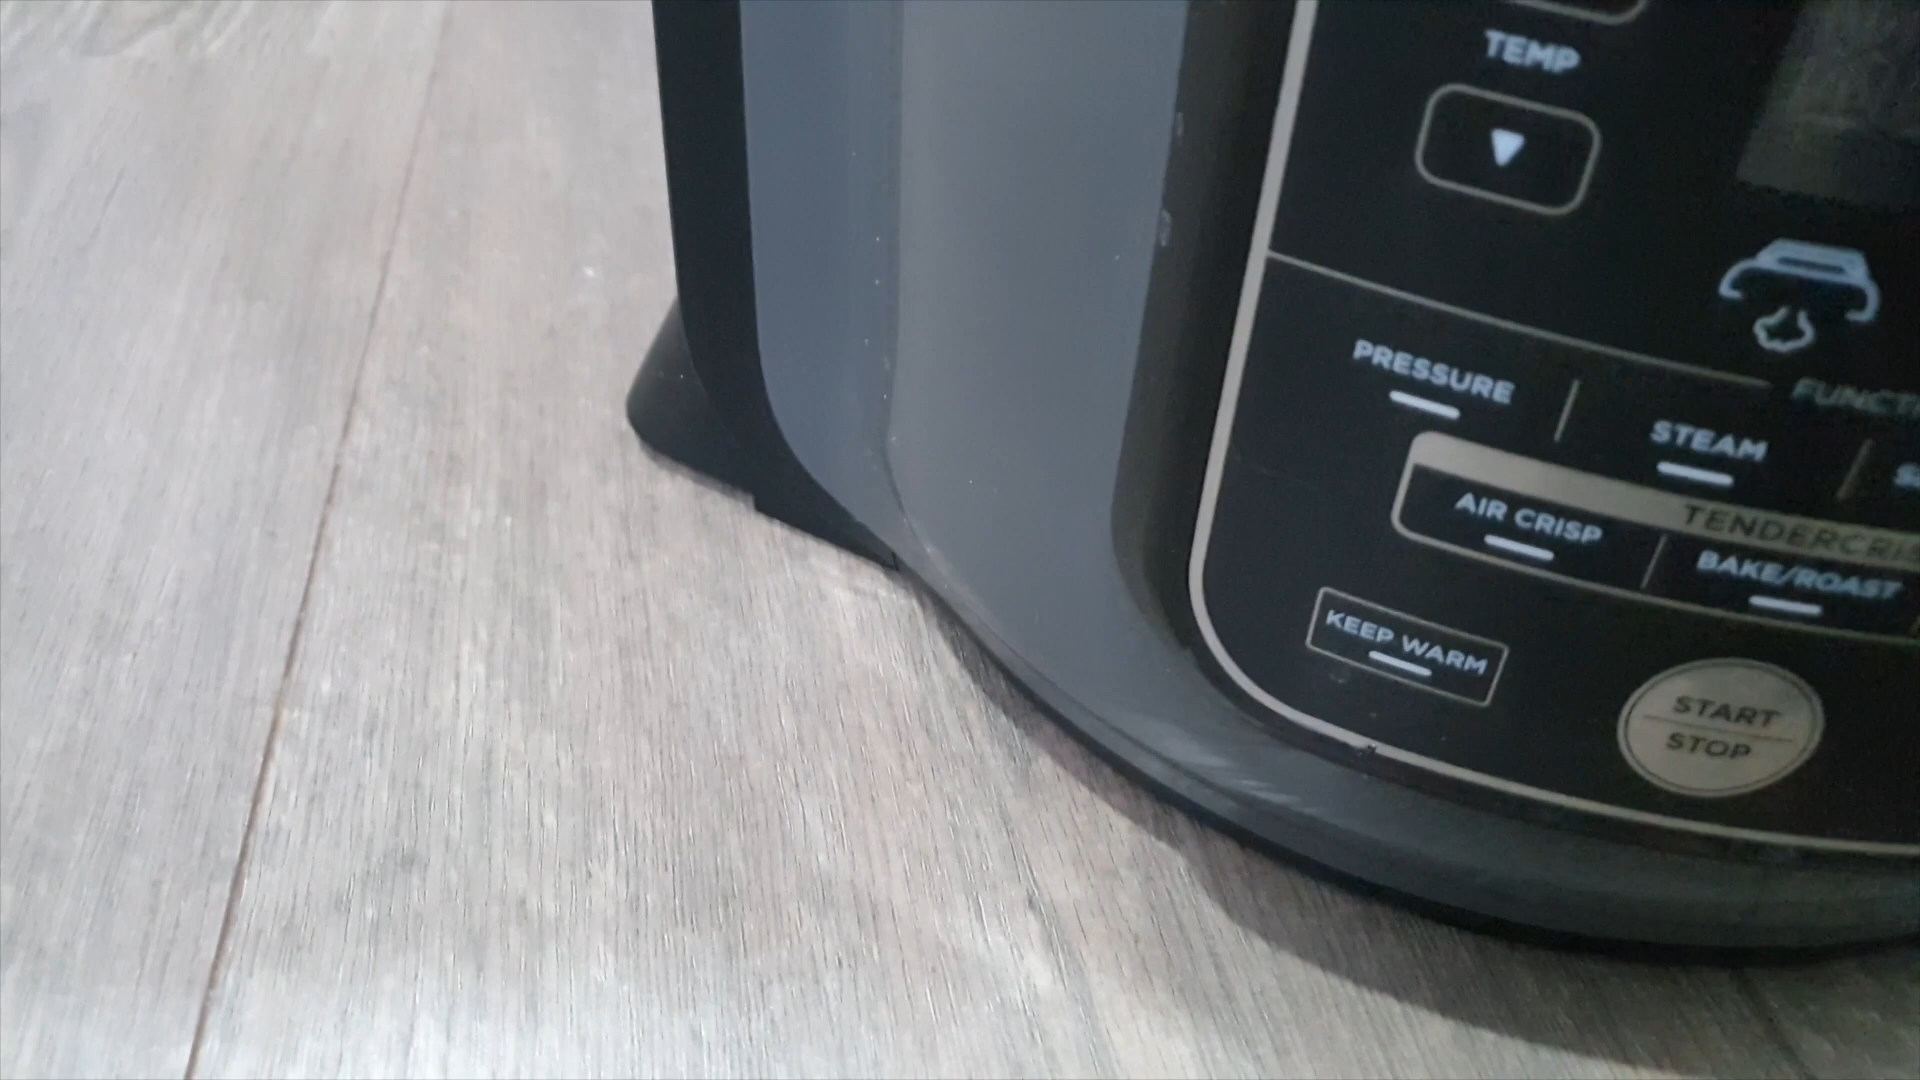 TEMP
PRESSURE
STEAM
AIR CRISP
BAKE/ROAST
KEEP WARM
START
STOP